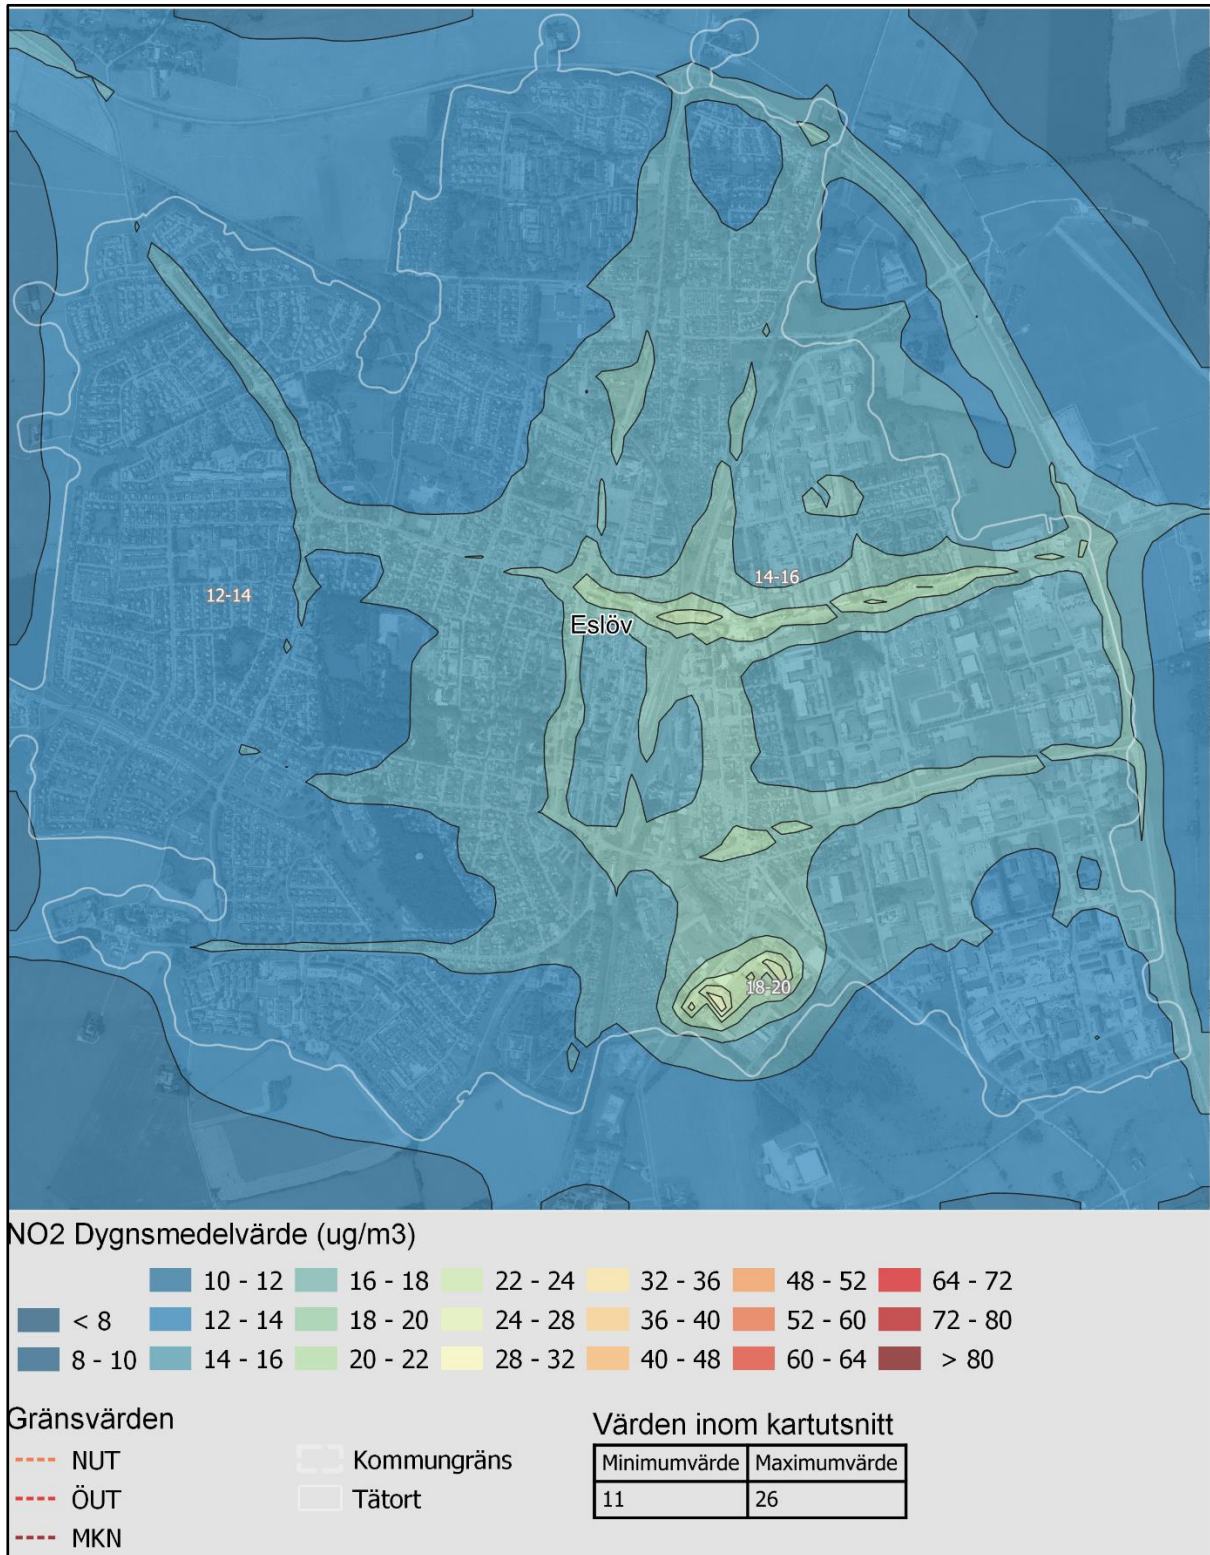 12-14
14-16
Eslöv
18-20
NO2 Dygnsmedelvärde (ug/m3)
10 - 12 16 - 18 22 - 24 32 - 36 48 - 52 64 - 72
< 8 12 - 14 18 - 20 24 - 28 36 - 40 52 - 60 72 - 80
8 - 10 14 - 16 20 - 22 28 - 32 40 - 48 60 - 64 > 80
Gränsvärden
NUT
ÖUT
MKN
Kommungräns
Tätort
Värden inom kartutsnitt
Minimumvärde Maximumvärde
11 26